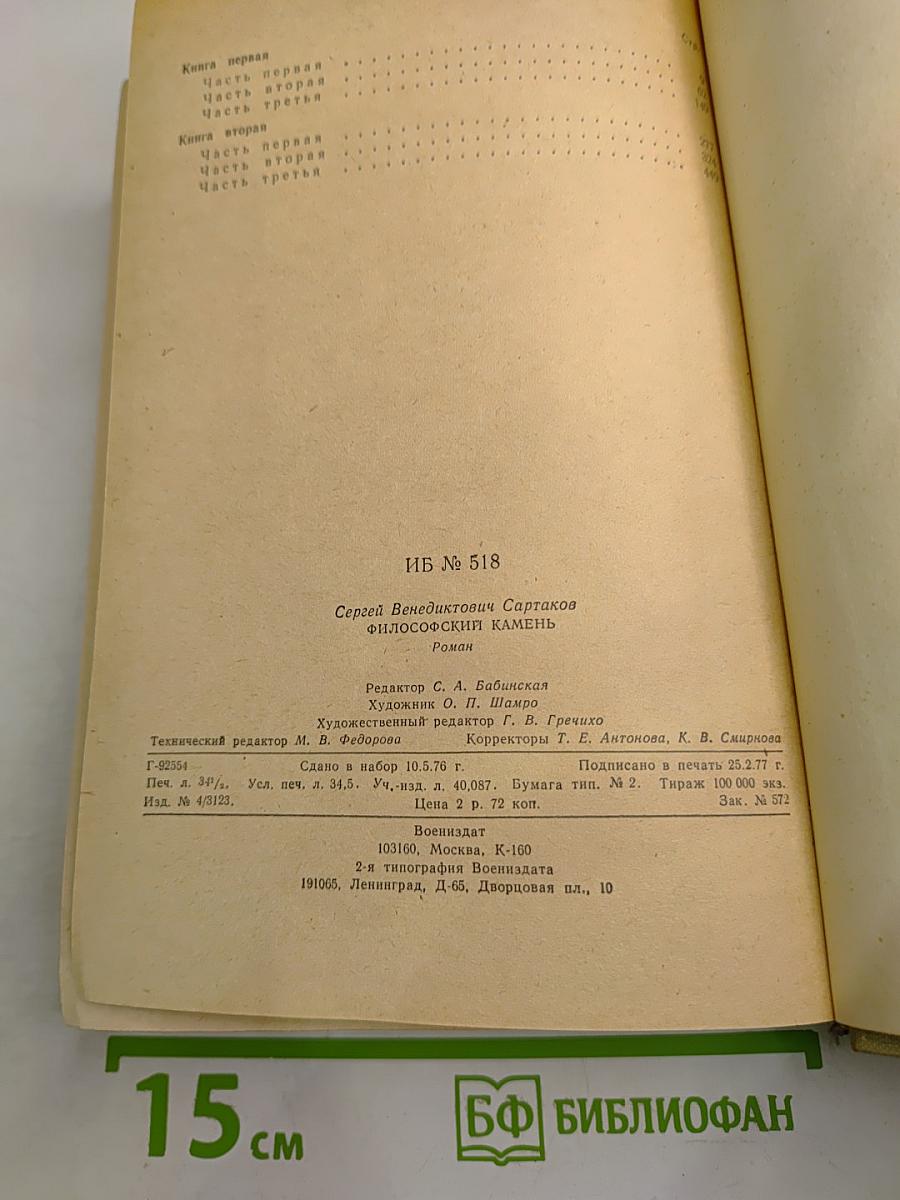 Стр.
Книга первая
Часть первая
Часть вторая
Часть третья
Книга вторая
Часть первая
Часть вторая
Часть третья 449
ИБ № 518
Сергей Венедиктович Сартаков
ФИЛОСОФСКИЙ КАМЕНЬ
Роман
Редактор С. А. Бабинская
Художник О. П. Шамро
Художественный редактор Г. В. Гречихо
Технический редактор М. В. Федорова Корректоры Т. Е. Антонова, К. В. Смирнова
Г-92554 Сдано в набор 10.5.76 г. Подписано в печать 25.2.77 г.
Печ. л. 34½. Усл. печ. л. 34,5. Уч.-изд. л. 40,087. Бумага тип. № 2. Тираж 100 000 экз.
Изд. № 4/3123. Цена 2 р. 72 коп. Зак. № 572
Воениздат
103160, Москва, К-160
2-я типография Воениздата
191065, Ленинград, Д-65, Дворцовая пл., 10
15 см
БФ БИБЛИОФАН